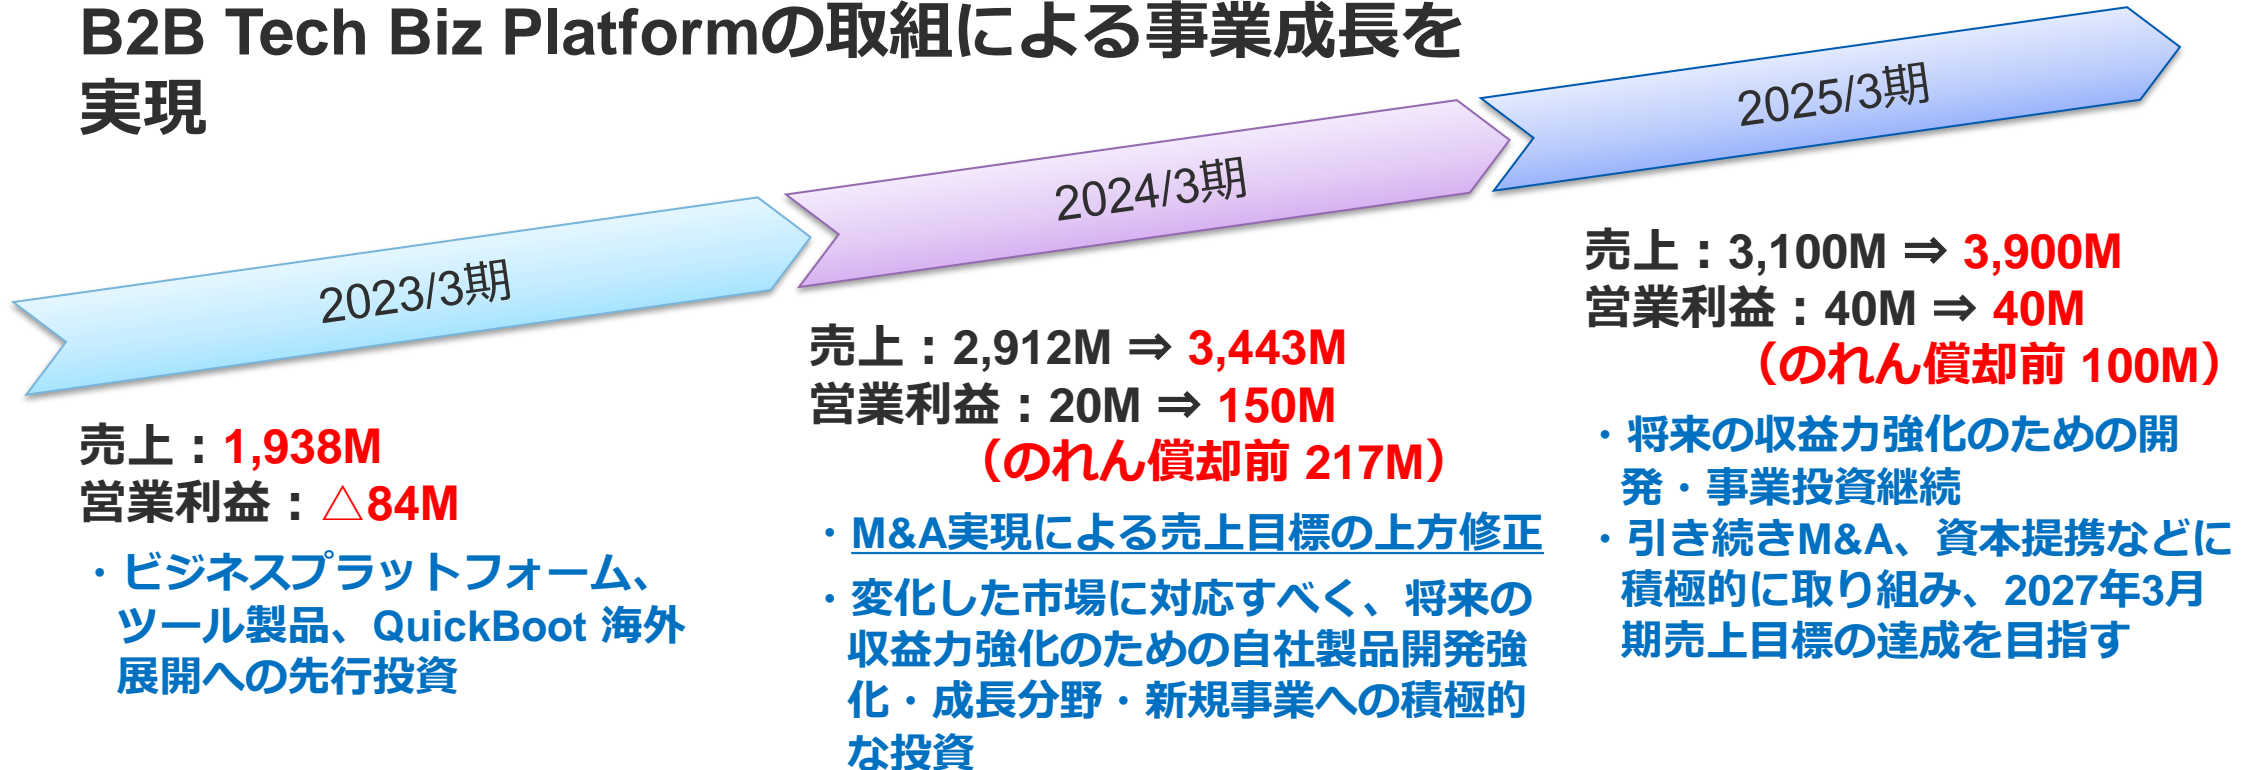 B2B Tech Biz Platformの取組による事業成長を
実現
2023/3期
売上：1,938M
営業利益：△84M
・ビジネスプラットフォーム、
ツール製品、QuickBoot 海外
展開への先行投資
2024/3期
売上：2,912M ⇒ 3,443M
営業利益：20M ⇒ 150M
（のれん償却前 217M）
・M&A実現による売上目標の上方修正
・変化した市場に対応すべく、将来の
収益力強化のための自社製品開発強
化・成長分野・新規事業への積極的
な投資
2025/3期
売上：3,100M ⇒ 3,900M
営業利益：40M ⇒ 40M
（のれん償却前 100M）
・将来の収益力強化のための開
発・事業投資継続
・引き続きM&A、資本提携などに
積極的に取り組み、2027年3月
期売上目標の達成を目指す